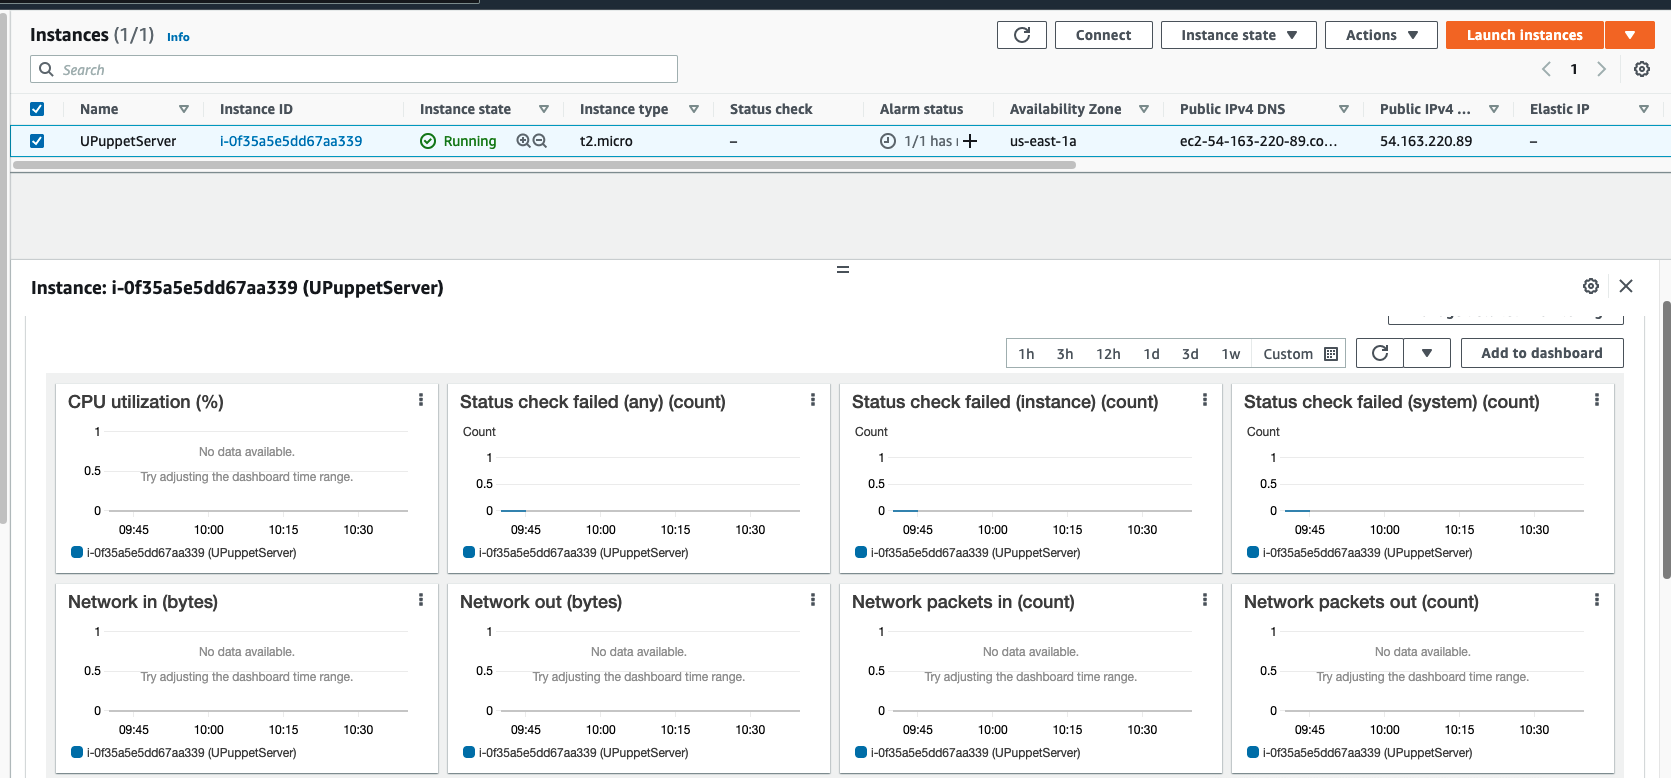 Instances (1/1) Info
Connect
Instance state
Actions
Launch instances
Search
1
Name Instance ID Instance state Instance type Status check Alarm status Availability Zone Public IPv4 DNS Public IPv4 ... Elastic IP
UPuppetServer i-0f35a5e5dd67aa339 Running t2.micro – 1/1 has us-east-1a ec2-54-163-220-89.co... 54.163.220.89 –
Instance: i-0f35a5e5dd67aa339 (UPuppetServer)
1h 3h 12h 1d 3d 1w Custom
Add to dashboard
CPU utilization (%)
1
No data available.
0.5
Try adjusting the dashboard time range.
0
09:45 10:00 10:15 10:30
i-0f35a5e5dd67aa339 (UPuppetServer)
Status check failed (any) (count)
Count
1
0.5
0
09:45 10:00 10:15 10:30
i-0f35a5e5dd67aa339 (UPuppetServer)
Status check failed (instance) (count)
Count
1
0.5
0
09:45 10:00 10:15 10:30
i-0f35a5e5dd67aa339 (UPuppetServer)
Status check failed (system) (count)
Count
1
0.5
0
09:45 10:00 10:15 10:30
i-0f35a5e5dd67aa339 (UPuppetServer)
Network in (bytes)
1
No data available.
0.5
Try adjusting the dashboard time range.
0
09:45 10:00 10:15 10:30
i-0f35a5e5dd67aa339 (UPuppetServer)
Network out (bytes)
1
No data available.
0.5
Try adjusting the dashboard time range.
0
09:45 10:00 10:15 10:30
i-0f35a5e5dd67aa339 (UPuppetServer)
Network packets in (count)
1
No data available.
0.5
Try adjusting the dashboard time range.
0
09:45 10:00 10:15 10:30
i-0f35a5e5dd67aa339 (UPuppetServer)
Network packets out (count)
1
No data available.
0.5
Try adjusting the dashboard time range.
0
09:45 10:00 10:15 10:30
i-0f35a5e5dd67aa339 (UPuppetServer)